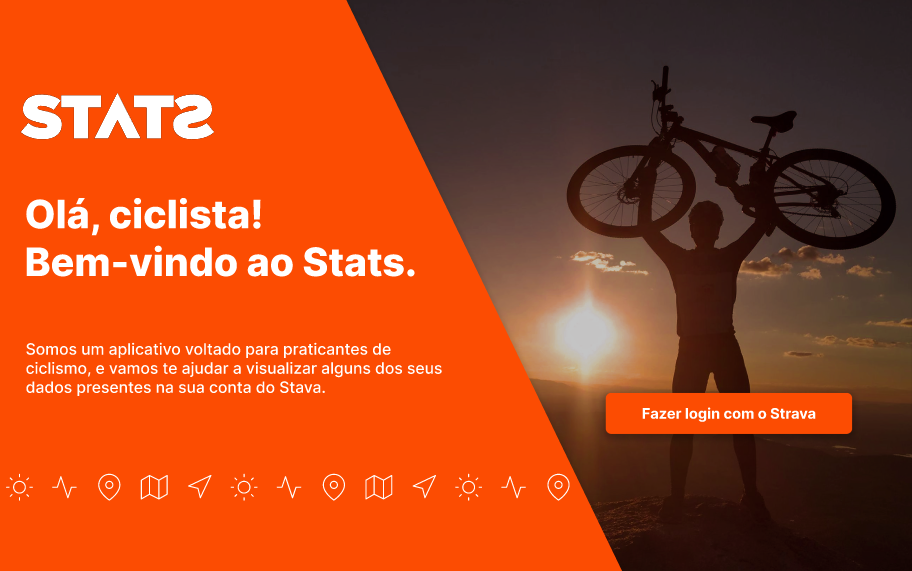 STATS
Olá, ciclista!
Bem-vindo ao Stats.
Somos um aplicativo voltado para praticantes de
ciclismo, e vamos te ajudar a visualizar alguns dos seus
dados presentes na sua conta do Stava.
Fazer login com o Strava